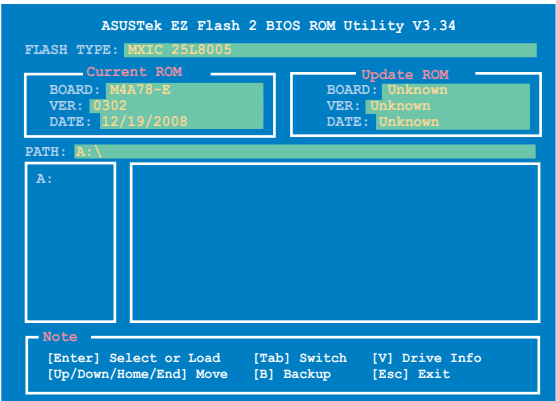 ASUSTek EZ Flash 2 BIOS ROM Utility V3.34
FLASH TYPE: MXIC 25L8005
Current ROM
BOARD: M4A78-E
VER: 0302
DATE: 12/19/2008
Update ROM
BOARD: Unknown
VER: Unknown
DATE: Unknown
PATH: A:\
A:
Note
[Enter] Select or Load [Tab] Switch [V] Drive Info
[Up/Down/Home/End] Move [B] Backup [Esc] Exit